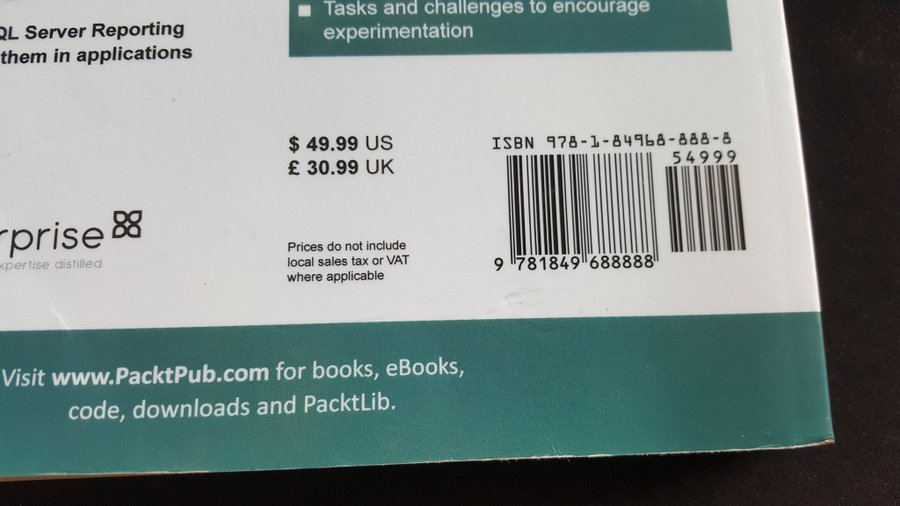 Tasks and challenges to encourage
experimentation
QL Server Reporting
them in applications
$ 49.99 US
£ 30.99 UK
ISBN 978-1-84968-888-8
54999
9 781849 688888
rprise
xpertise distilled
Prices do not include
local sales tax or VAT
where applicable
Visit www.PacktPub.com for books, eBooks,
code, downloads and PacktLib.